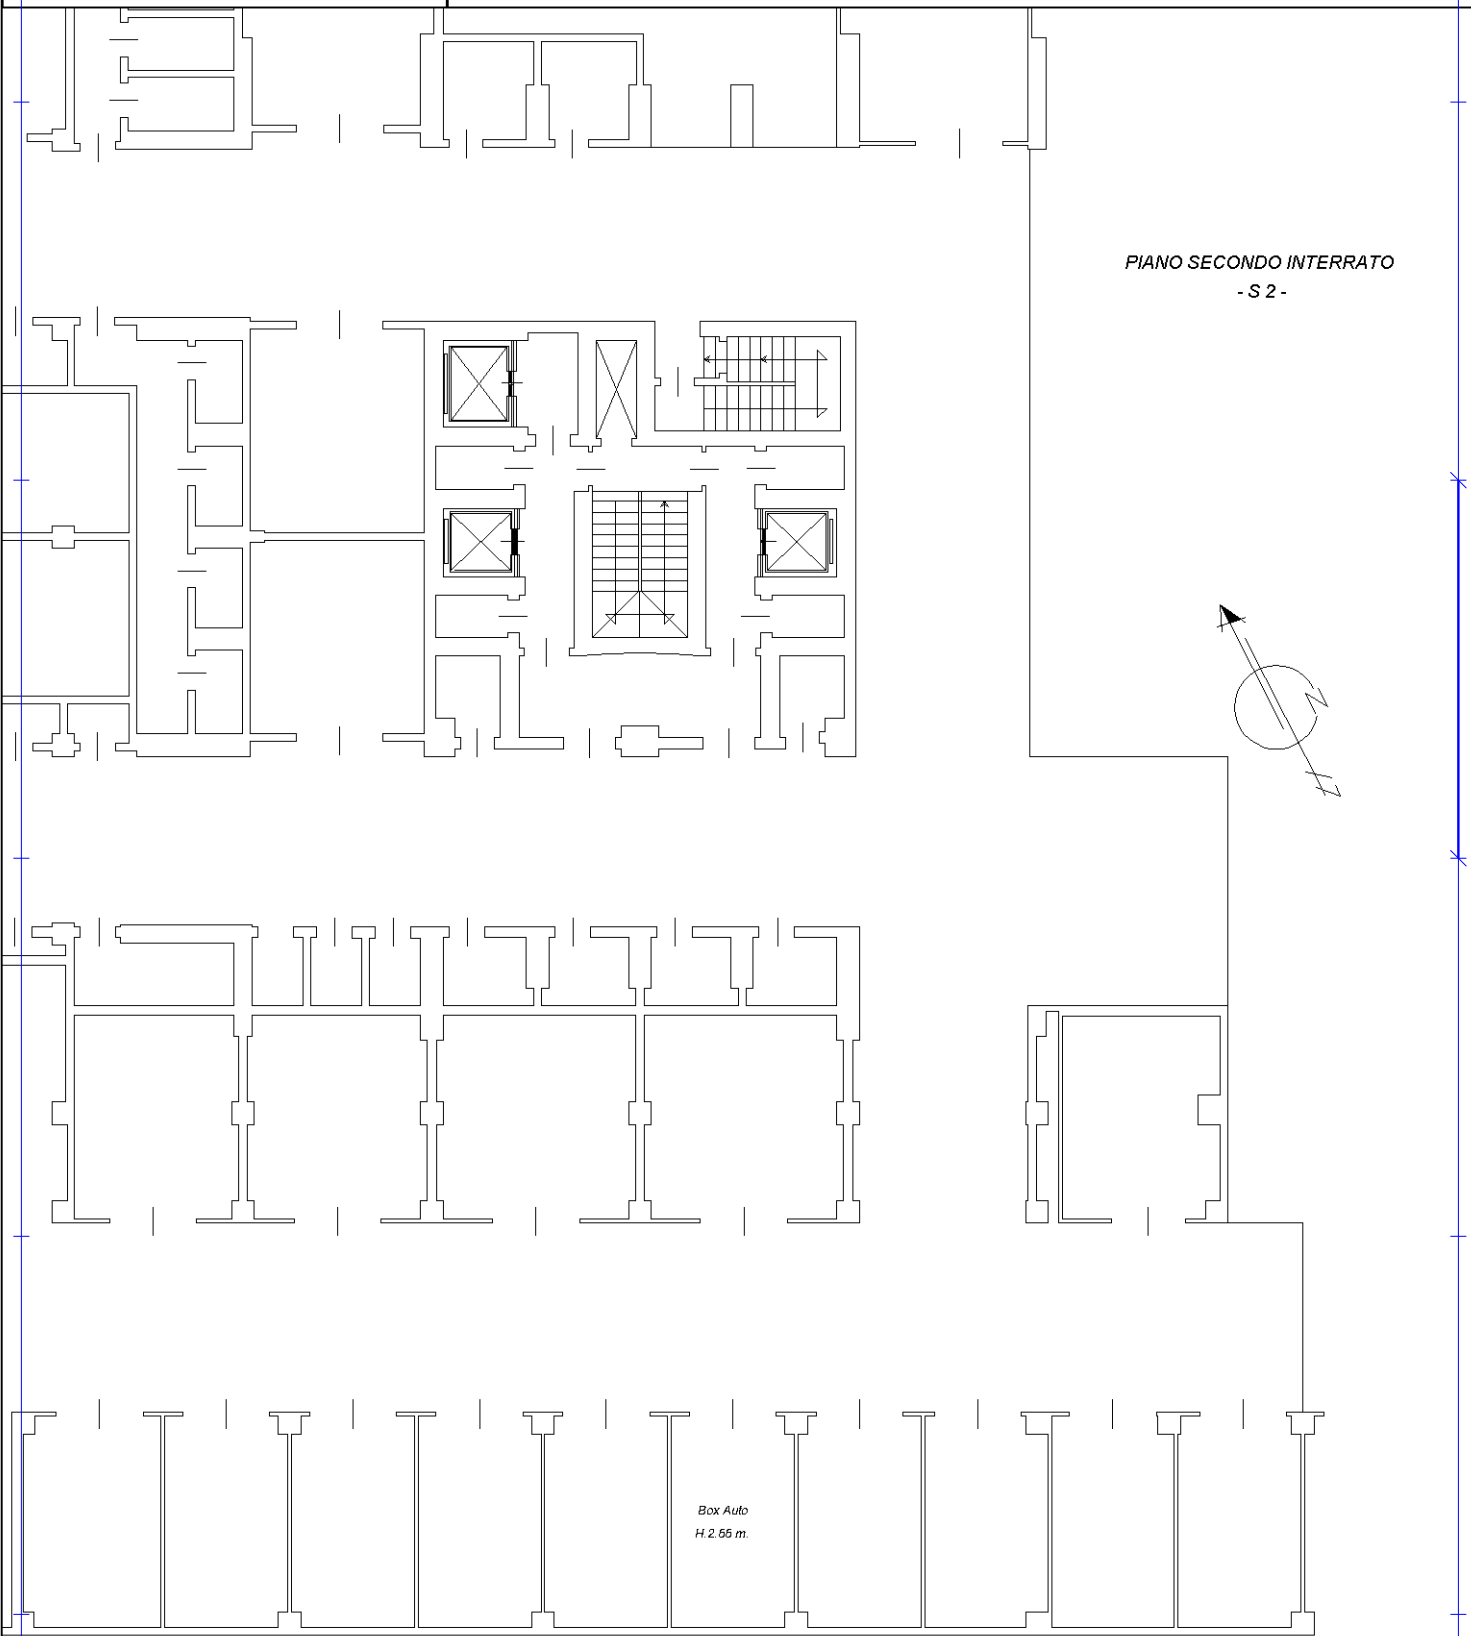 PIANO SECONDO INTERRATO
- S 2 -
N
Box Auto
H.2.55 m.